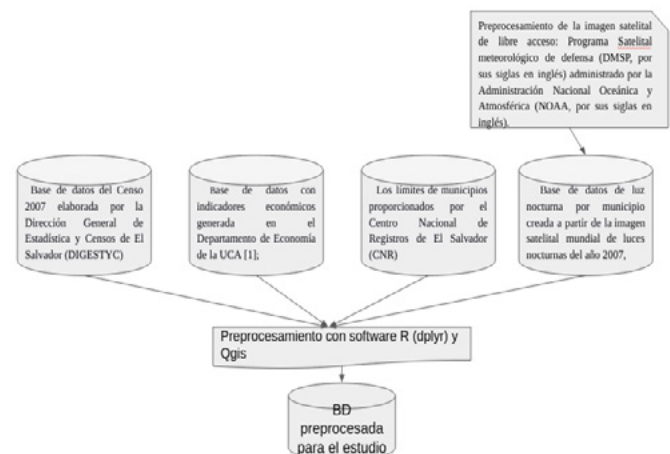 Preprocesamiento de la imagen satelital
de libre acceso: Programa Satelital
meteorológico de defensa (DMSP, por
sus siglas en inglés) administrado por la
Administración Nacional Oceánica y
Atmosférica (NOAA, por sus siglas en
inglés).
Base de datos del Censo
2007 elaborada por la
Dirección General de
Estadística y Censos de El
Salvador (DIGESTYC)
Base de datos con
indicadores económicos
generada en el
Departamento de Economía
de la UCA [1];
Los límites de municipios
proporcionados por el
Centro Nacional de
Registros de El Salvador
(CNR)
Base de datos de luz
nocturna por municipio
creada a partir de la imagen
satelital mundial de luces
nocturnas del año 2007,
Preprocesamiento con software R (dplyr) y
Qgis
BD
preprocesada
para el estudio